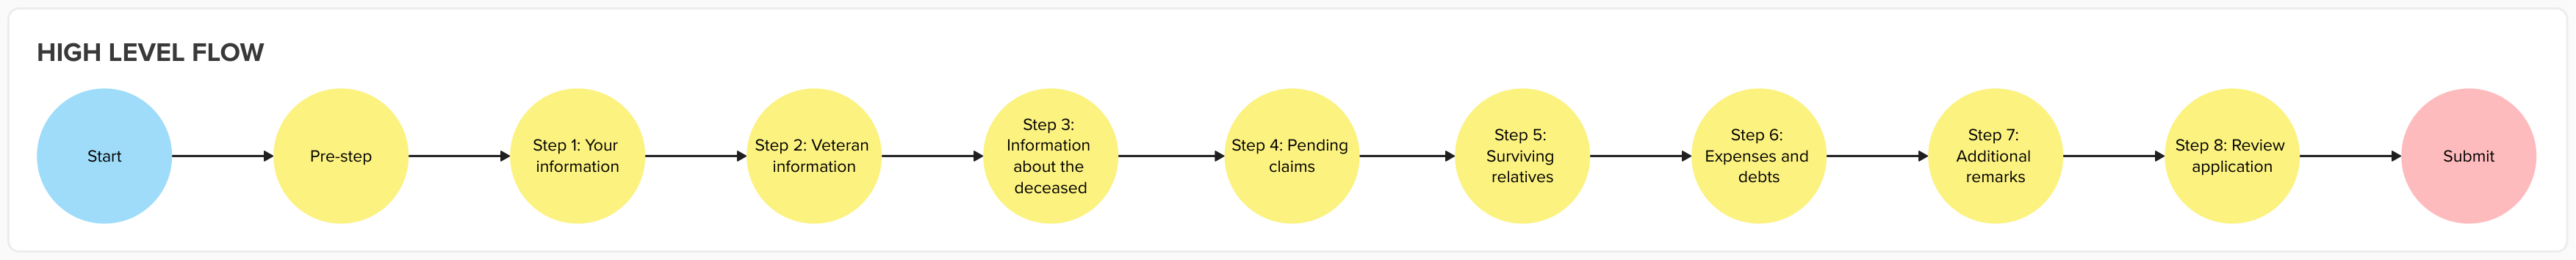 HIGH LEVEL FLOW
Start
Pre-step
Step 1: Your
information
Step 2: Veteran
information
Step 3:
Information
about the
deceased
Step 4: Pending
claims
Step 5:
Surviving
relatives
Step 6:
Expenses and
debts
Step 7:
Additional
remarks
Step 8: Review
application
Submit